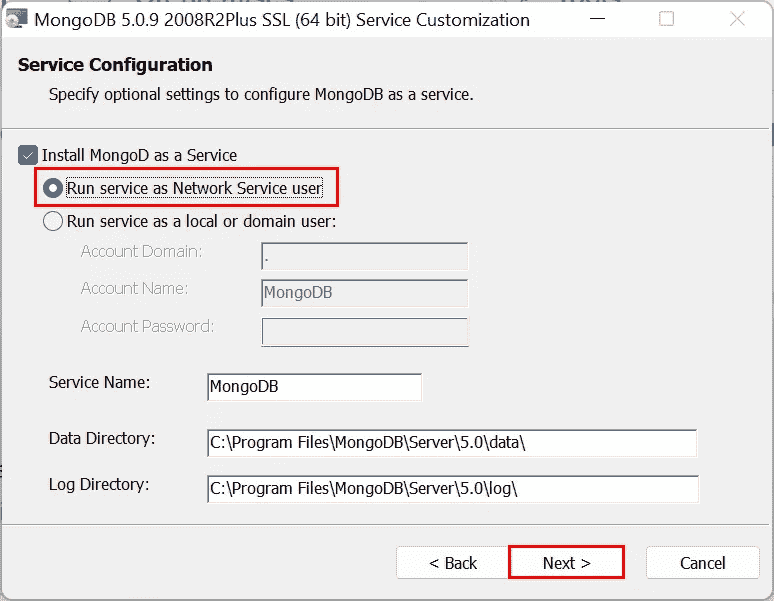 MongoDB 5.0.9 2008R2Plus SSL (64 bit) Service Customization
Service Configuration
Specify optional settings to configure MongoDB as a service.
Install MongoD as a Service
Run service as Network Service user
Run service as a local or domain user:
Account Domain: .
Account Name: MongoDB
Account Password:
Service Name: MongoDB
Data Directory: C:\Program Files\MongoDB\Server\5.0\data\
Log Directory: C:\Program Files\MongoDB\Server\5.0\log\
< Back Next > Cancel